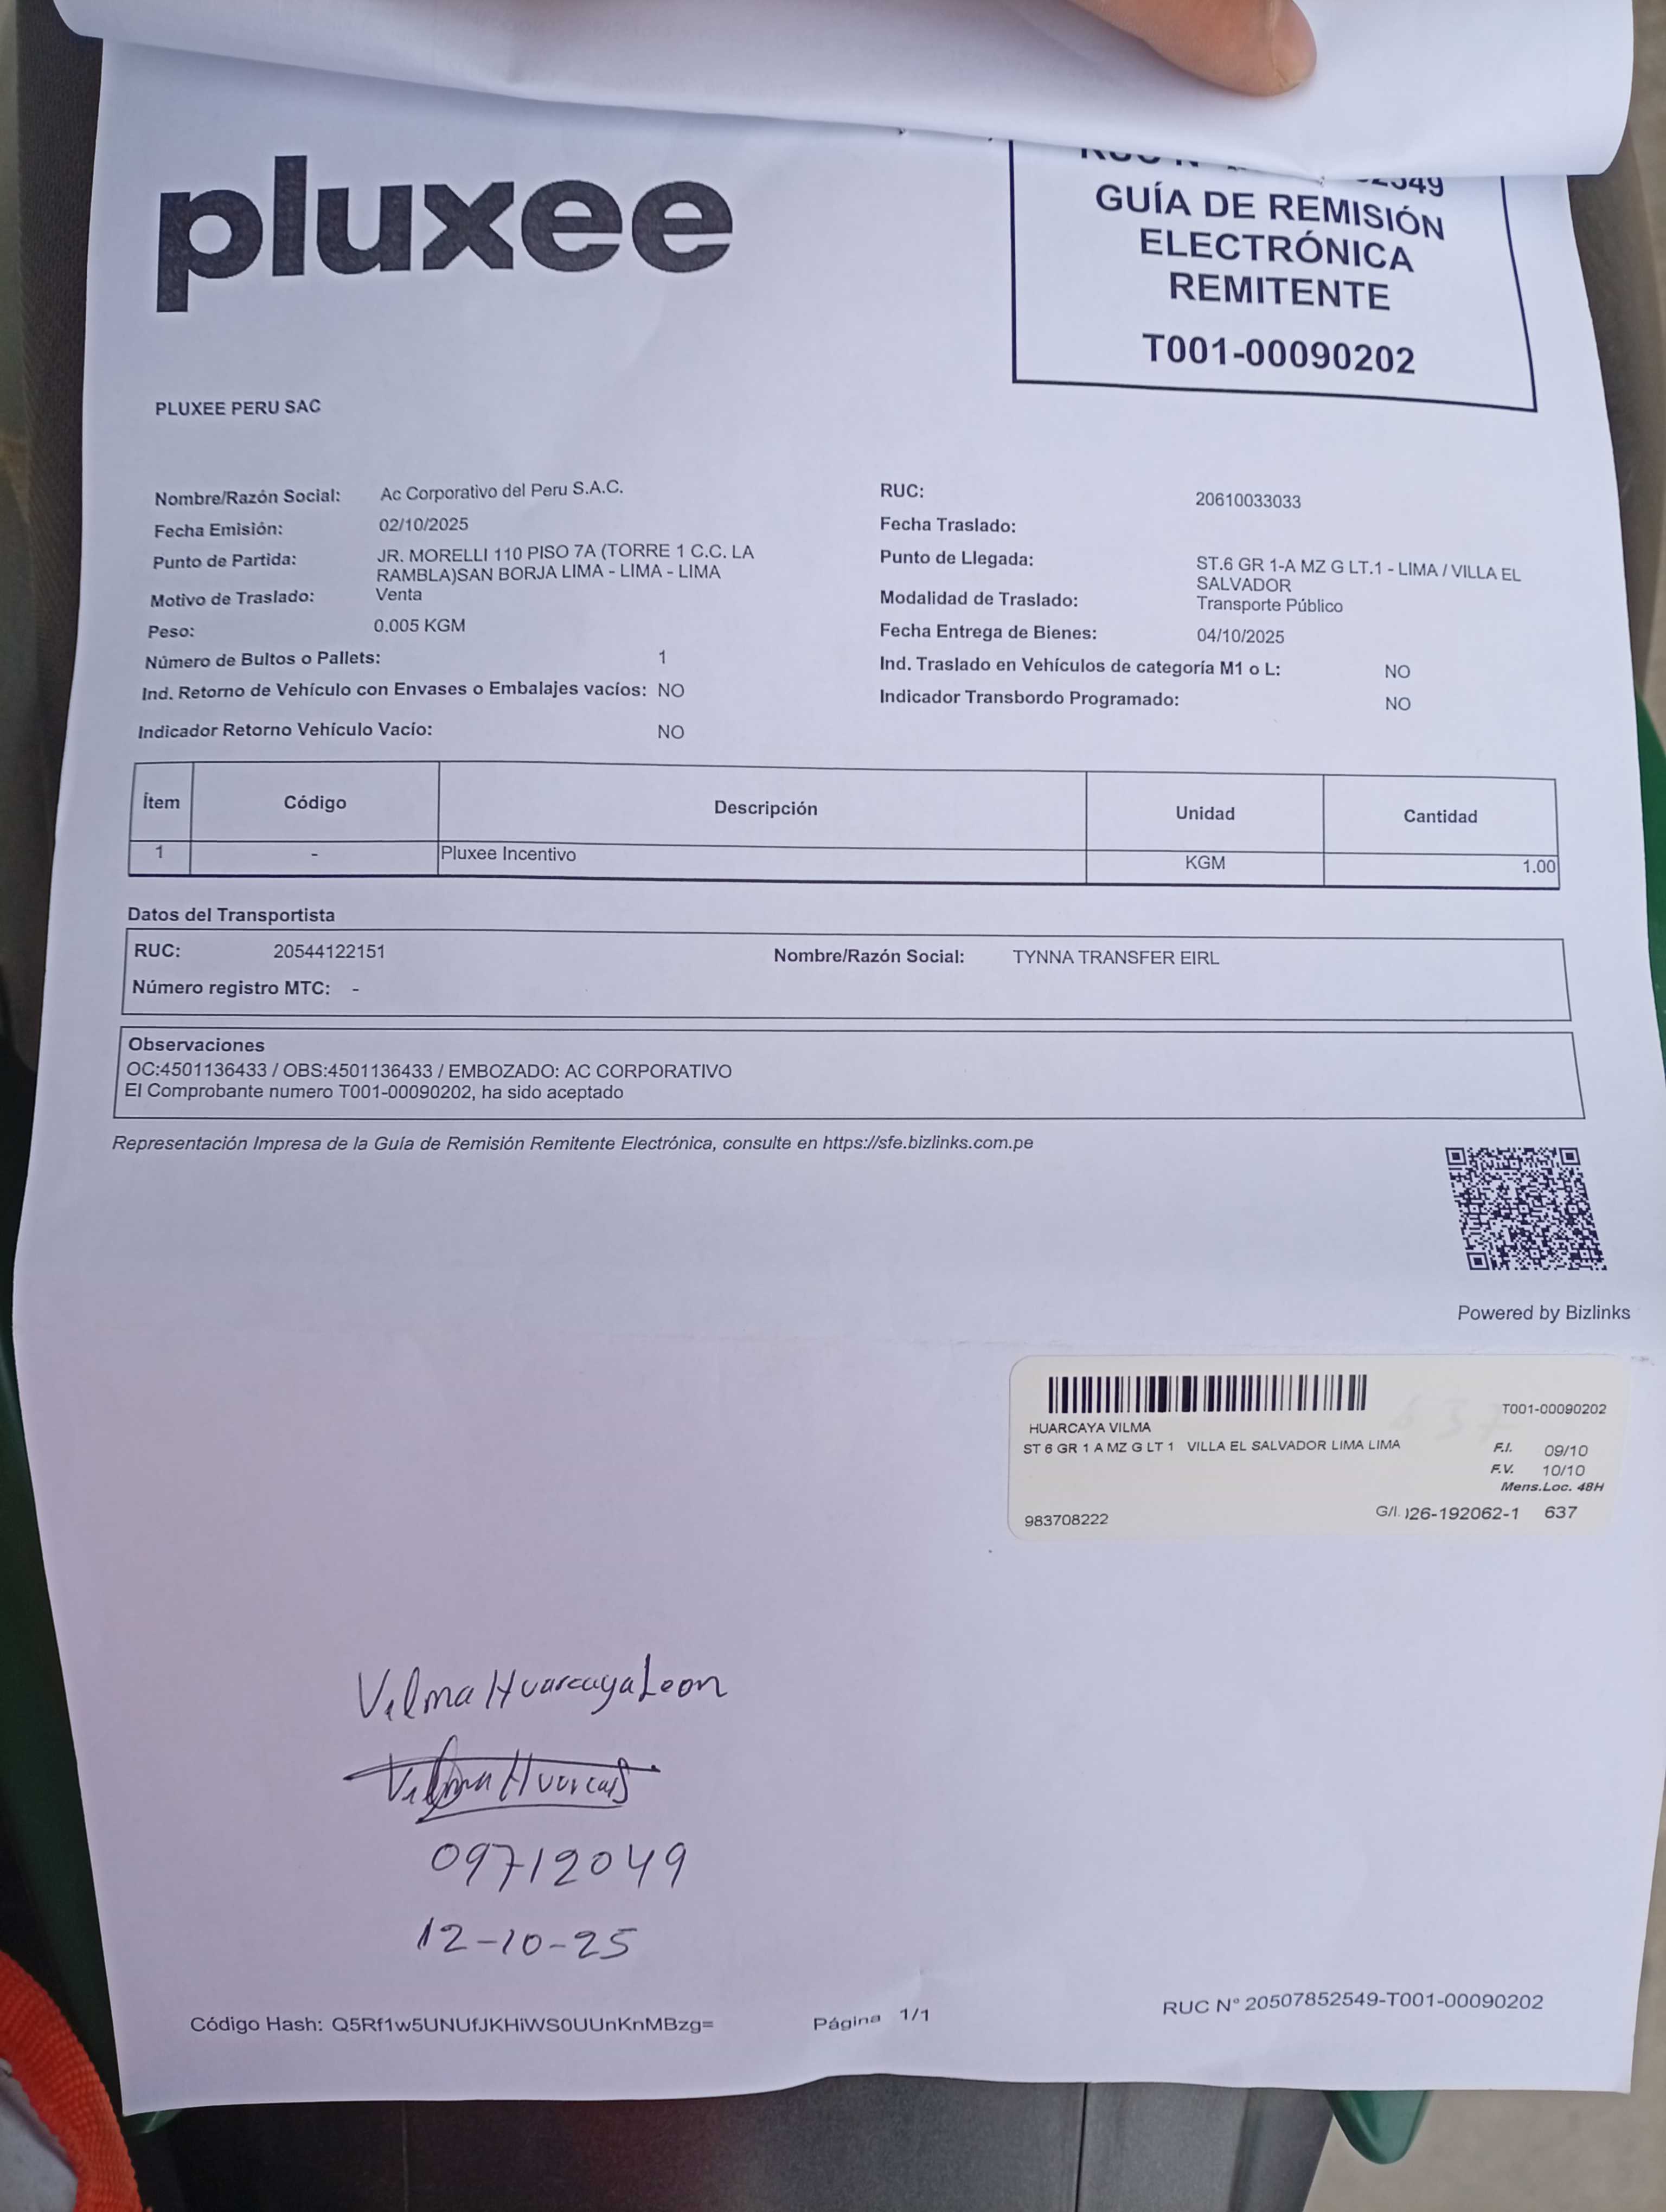 pluxee
GUÍA DE REMISIÓN
ELECTRÓNICA
REMITENTE
T001-00090202
PLUXEE PERU SAC
Nombre/Razón Social: Ac Corporativo del Peru S.A.C.
RUC: 20610033033
Fecha Emisión: 02/10/2025
Fecha Traslado:
Punto de Partida: JR. MORELLI 110 PISO 7A (TORRE 1 C.C. LA
RAMBLA)SAN BORJA LIMA - LIMA - LIMA
Punto de Llegada: ST.6 GR 1-A MZ G LT.1 - LIMA / VILLA EL
SALVADOR
Motivo de Traslado: Venta
Modalidad de Traslado: Transporte Público
Peso: 0.005 KGM
Fecha Entrega de Bienes: 04/10/2025
Número de Bultos o Pallets: 1
Ind. Traslado en Vehículos de categoría M1 o L: NO
Ind. Retorno de Vehículo con Envases o Embalajes vacíos: NO
Indicador Transbordo Programado: NO
Indicador Retorno Vehículo Vacío: NO
Ítem Código Descripción Unidad Cantidad
1 - Pluxee Incentivo KGM 1.00
Datos del Transportista
RUC: 20544122151 Nombre/Razón Social: TYNNA TRANSFER EIRL
Número registro MTC: -
Observaciones
OC:4501136433 / OBS:4501136433 / EMBOZADO: AC CORPORATIVO
El Comprobante numero T001-00090202, ha sido aceptado
Representación Impresa de la Guía de Remisión Remitente Electrónica, consulte en https://sfe.bizlinks.com.pe
Powered by Bizlinks
T001-00090202
HUARCAYA VILMA
ST 6 GR 1 A MZ G LT 1 VILLA EL SALVADOR LIMA LIMA
F.I. 09/10
F.V. 10/10
Mens.Loc. 48H
983708222 G/I. 26-192062-1 637
Vilma Huarcaya Leon
Vilma Huarcay
09712049
12-10-25
Código Hash: Q5Rf1w5UNUfJKHiWS0UUnKnMBzg= Página 1/1 RUC N° 20507852549-T001-00090202